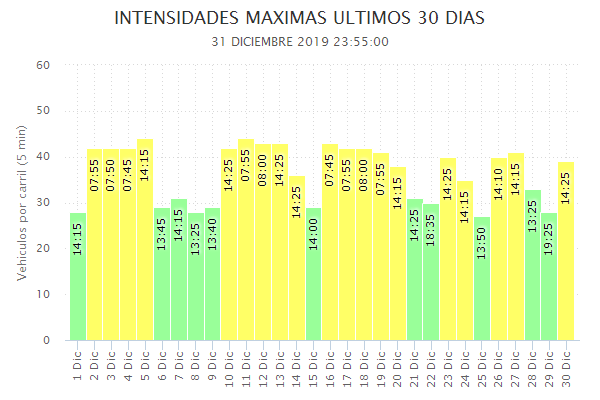 INTENSIDADES MAXIMAS ULTIMOS 30 DIAS
31 DICIEMBRE 2019 23:55:00
Vehiculos por carril (5 min)
60
50
40
30
20
10
0
14:15
07:55
07:50
07:45
14:15
13:45
14:15
13:25
13:40
14:25
07:55
08:00
14:25
14:25
14:00
07:45
07:55
08:00
07:55
14:15
14:25
18:35
14:25
14:15
13:50
14:10
14:15
13:25
19:25
14:25
1 Dic
2 Dic
3 Dic
4 Dic
5 Dic
6 Dic
7 Dic
8 Dic
9 Dic
10 Dic
11 Dic
12 Dic
13 Dic
14 Dic
15 Dic
16 Dic
17 Dic
18 Dic
19 Dic
20 Dic
21 Dic
22 Dic
23 Dic
24 Dic
25 Dic
26 Dic
27 Dic
28 Dic
29 Dic
30 Dic